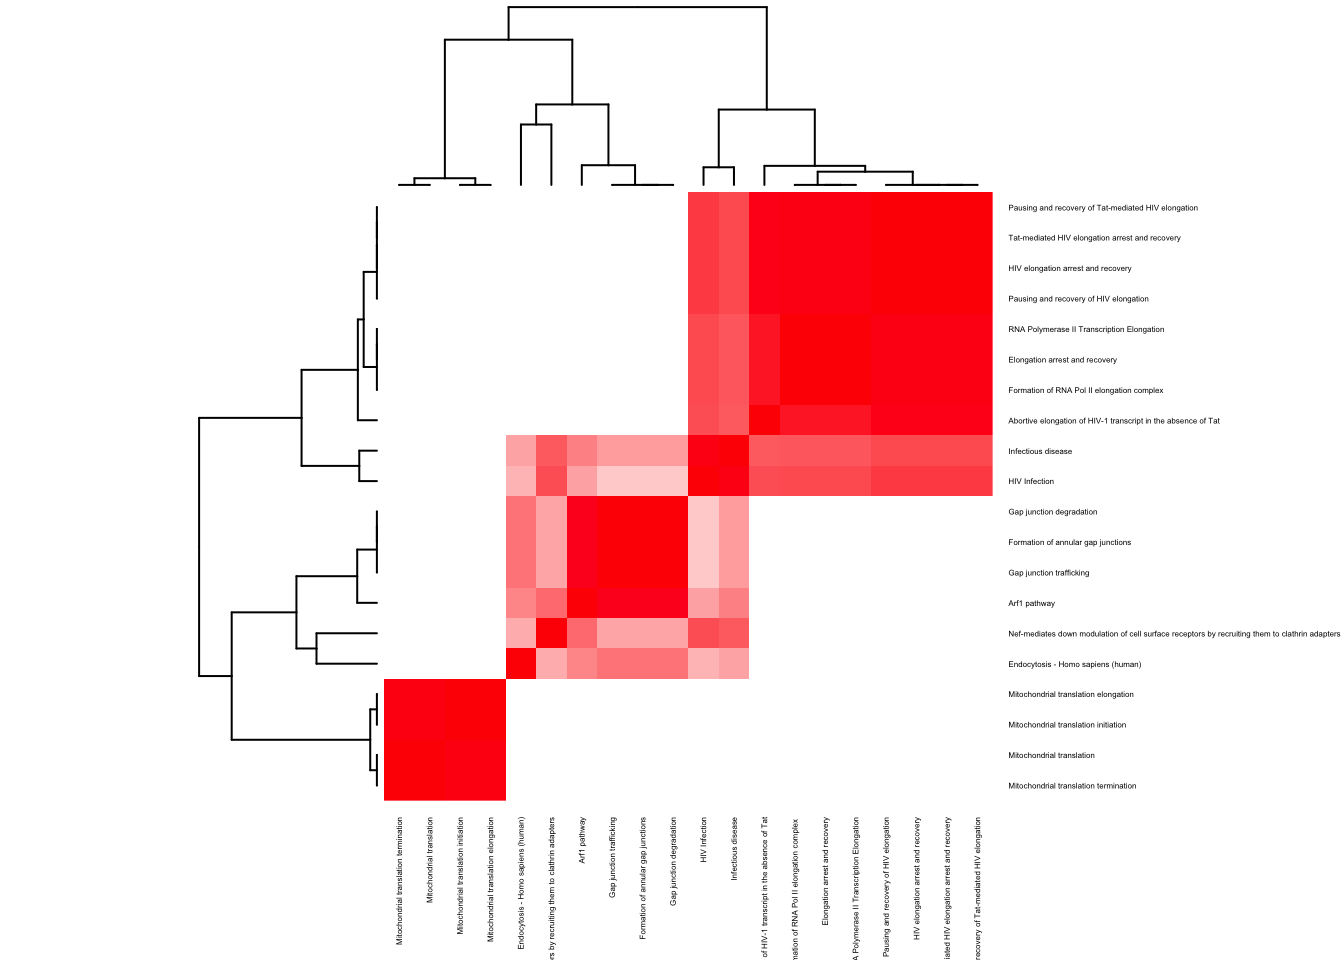 Pausing and recovery of Tat-mediated HIV elongation
Tat-mediated HIV elongation arrest and recovery
HIV elongation arrest and recovery
Pausing and recovery of HIV elongation
RNA Polymerase II Transcription Elongation
Elongation arrest and recovery
Formation of RNA Pol II elongation complex
Abortive elongation of HIV-1 transcript in the absence of Tat
Infectious disease
HIV Infection
Gap junction degradation
Formation of annular gap junctions
Gap junction trafficking
Arf1 pathway
Nef-mediates down modulation of cell surface receptors by recruiting them to clathrin adapters
Endocytosis - Homo sapiens (human)
Mitochondrial translation elongation
Mitochondrial translation initiation
Mitochondrial translation
Mitochondrial translation termination
Mitochondrial translation termination
Mitochondrial translation
Mitochondrial translation initiation
Mitochondrial translation elongation
Endocytosis - Homo sapiens (human)
rs by recruiting them to clathrin adapters
Arf1 pathway
Gap junction trafficking
Formation of annular gap junctions
Gap junction degradation
HIV Infection
Infectious disease
of HIV-1 transcript in the absence of Tat
mation of RNA Pol II elongation complex
Elongation arrest and recovery
A Polymerase II Transcription Elongation
Pausing and recovery of HIV elongation
HIV elongation arrest and recovery
iated HIV elongation arrest and recovery
recovery of Tat-mediated HIV elongation